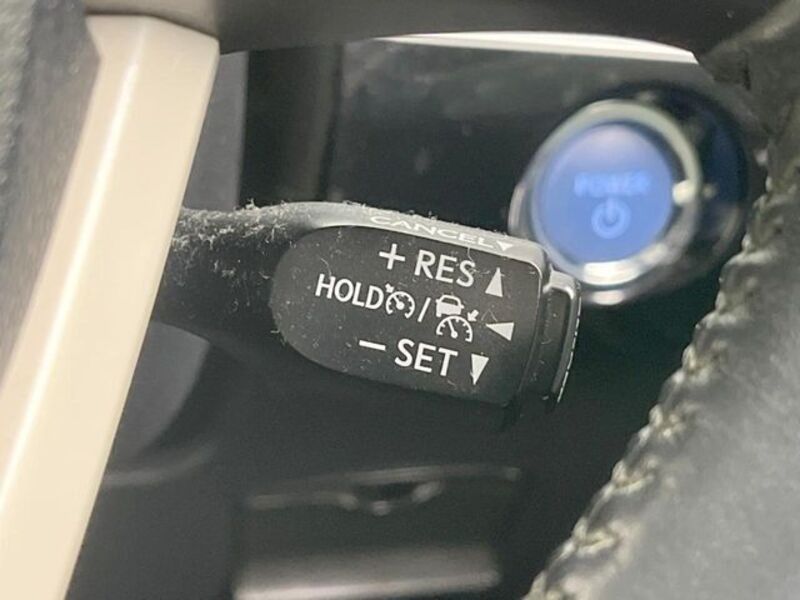 CANCEL
POWER
+ RES
HOLD /
− SET